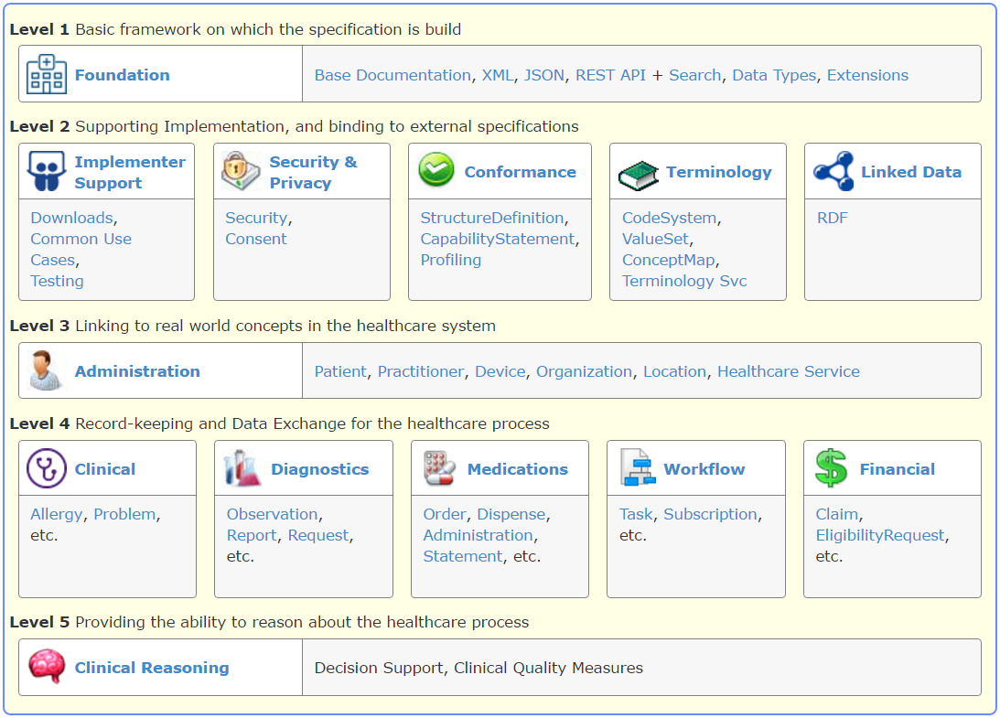 Level 1 Basic framework on which the specification is build
Foundation
Base Documentation, XML, JSON, REST API + Search, Data Types, Extensions
Level 2 Supporting Implementation, and binding to external specifications
Implementer
Support
Downloads,
Common Use
Cases,
Testing
Security &
Privacy
Security,
Consent
Conformance
StructureDefinition,
CapabilityStatement,
Profiling
Terminology
CodeSystem,
ValueSet,
ConceptMap,
Terminology Svc
Linked Data
RDF
Level 3 Linking to real world concepts in the healthcare system
Administration
Patient, Practitioner, Device, Organization, Location, Healthcare Service
Level 4 Record-keeping and Data Exchange for the healthcare process
Clinical
Allergy, Problem,
etc.
Diagnostics
Observation,
Report, Request,
etc.
Medications
Order, Dispense,
Administration,
Statement, etc.
Workflow
Task, Subscription,
etc.
Financial
Claim,
EligibilityRequest,
etc.
Level 5 Providing the ability to reason about the healthcare process
Clinical Reasoning
Decision Support, Clinical Quality Measures